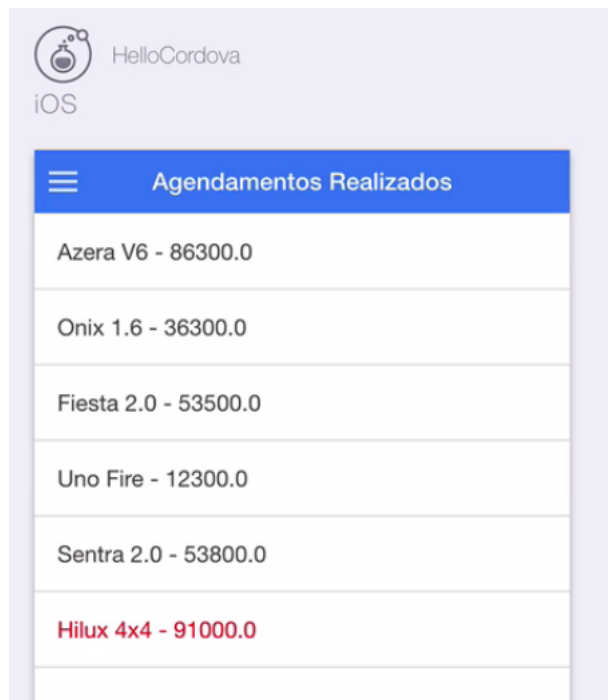 HelloCordova
iOS
Agendamentos Realizados
Azera V6 - 86300.0
Onix 1.6 - 36300.0
Fiesta 2.0 - 53500.0
Uno Fire - 12300.0
Sentra 2.0 - 53800.0
Hilux 4x4 - 91000.0